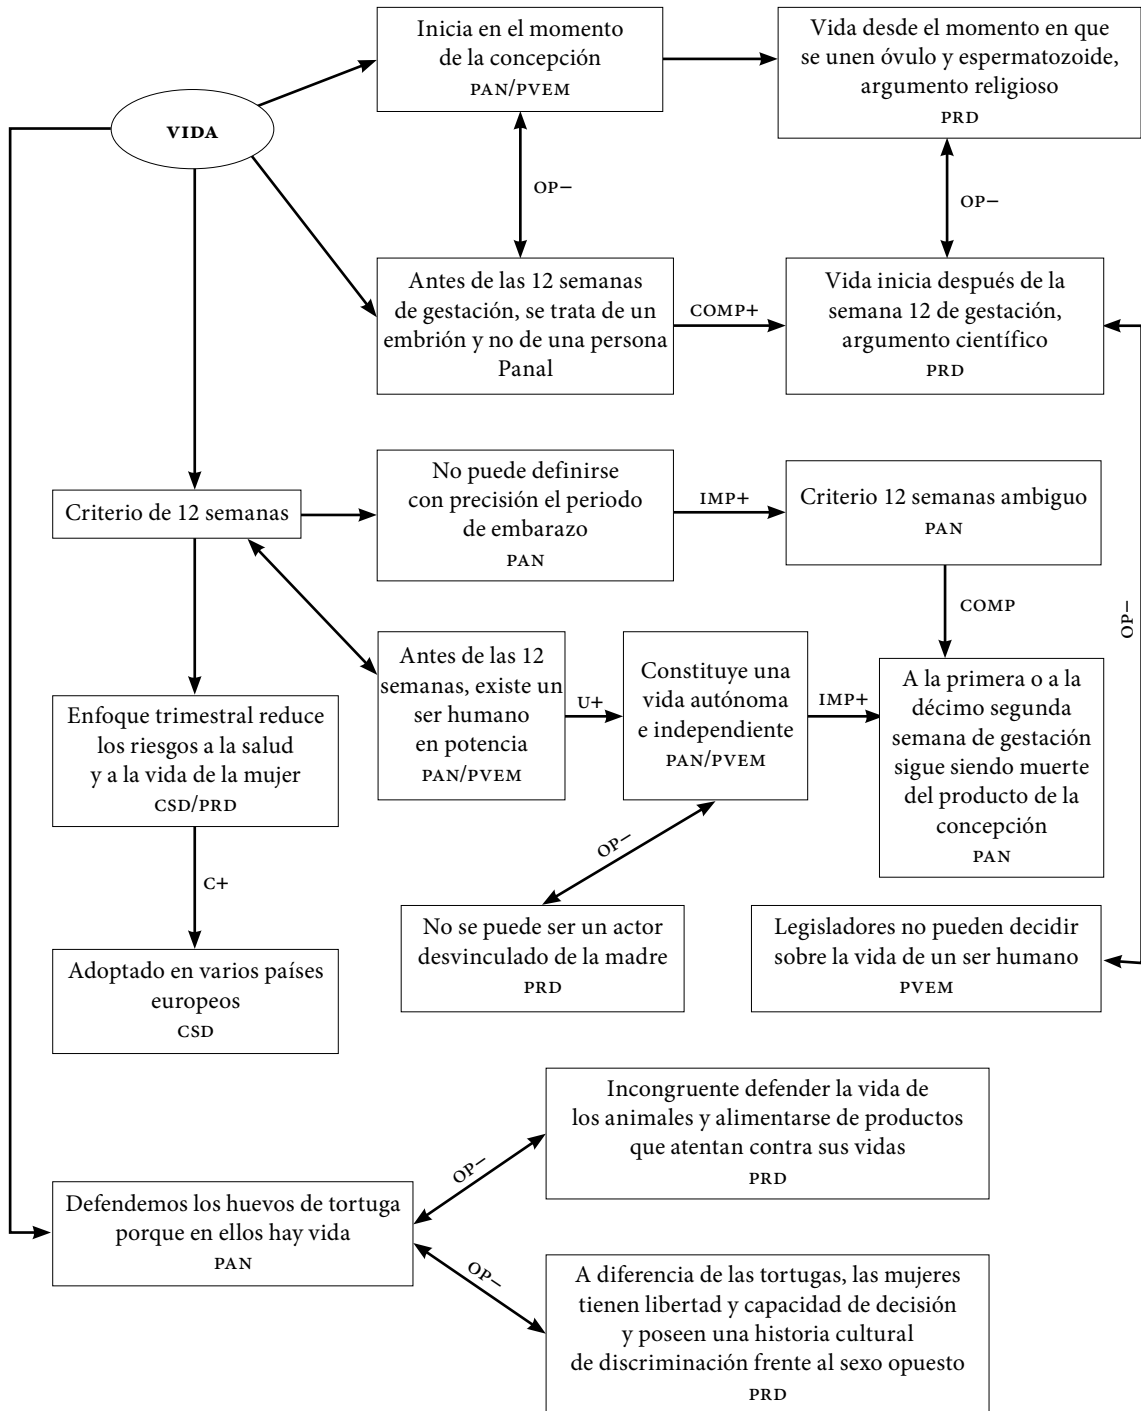 Inicia en el momento
de la concepción
PAN/PVEM
Vida desde el momento en que
se unen óvulo y espermatozoide,
argumento religioso
PRD
VIDA
OP–
OP–
Antes de las 12 semanas
de gestación, se trata de un
embrión y no de una persona
Panal
COMP+
Vida inicia después de la
semana 12 de gestación,
argumento científico
PRD
Criterio de 12 semanas
No puede definirse
con precisión el periodo
de embarazo
PAN
IMP+
Criterio 12 semanas ambiguo
PAN
COMP
OP–
Antes de las 12
semanas, existe un
ser humano
en potencia
PAN/PVEM
U+
Constituye una
vida autónoma
e independiente
PAN/PVEM
IMP+
A la primera o a la
décimo segunda
semana de gestación
sigue siendo muerte
del producto de la
concepción
PAN
Enfoque trimestral reduce
los riesgos a la salud
y a la vida de la mujer
CSD/PRD
C+
OP–
Adoptado en varios países
europeos
CSD
No se puede ser un actor
desvinculado de la madre
PRD
Legisladores no pueden decidir
sobre la vida de un ser humano
PVEM
Defendemos los huevos de tortuga
porque en ellos hay vida
PAN
OP–
Incongruente defender la vida de
los animales y alimentarse de productos
que atentan contra sus vidas
PRD
OP–
A diferencia de las tortugas, las mujeres
tienen libertad y capacidad de decisión
y poseen una historia cultural
de discriminación frente al sexo opuesto
PRD